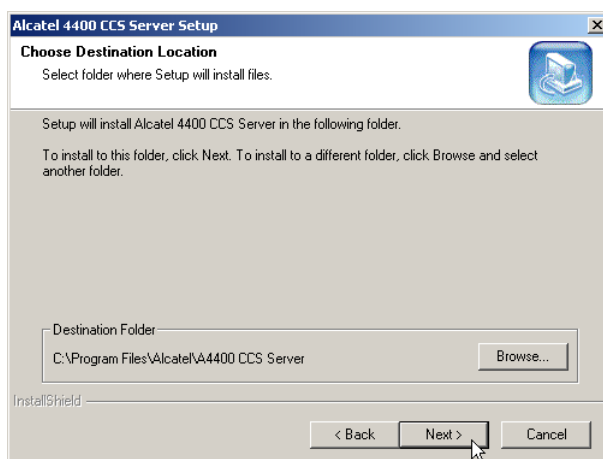 Alcatel 4400 CCS Server Setup
Choose Destination Location
Select folder where Setup will install files.
Setup will install Alcatel 4400 CCS Server in the following folder.
To install to this folder, click Next. To install to a different folder, click Browse and select
another folder.
Destination Folder
C:\Program Files\Alcatel\A4400 CCS Server
Browse...
InstallShield
< Back
Next >
Cancel